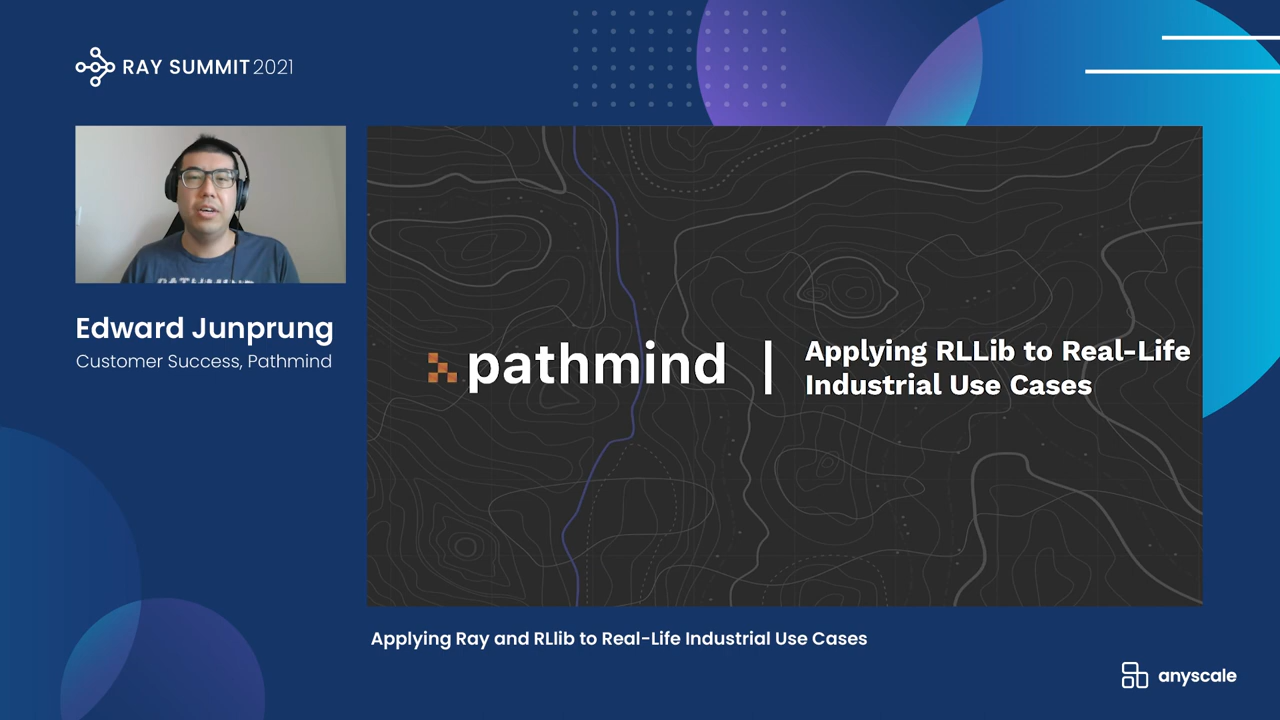 RAY SUMMIT 2021
PATHMIND
Edward Junprung
Customer Success, Pathmind
pathmind
Applying RLLib to Real-Life
Industrial Use Cases
Applying Ray and RLlib to Real-Life Industrial Use Cases
anyscale